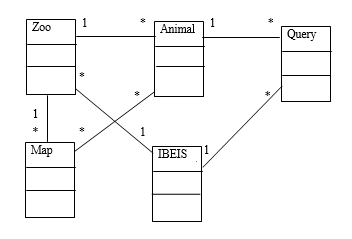 1 * 1 *
Zoo Animal Query
* *
1 *
* * 1
Map IBEIS 1